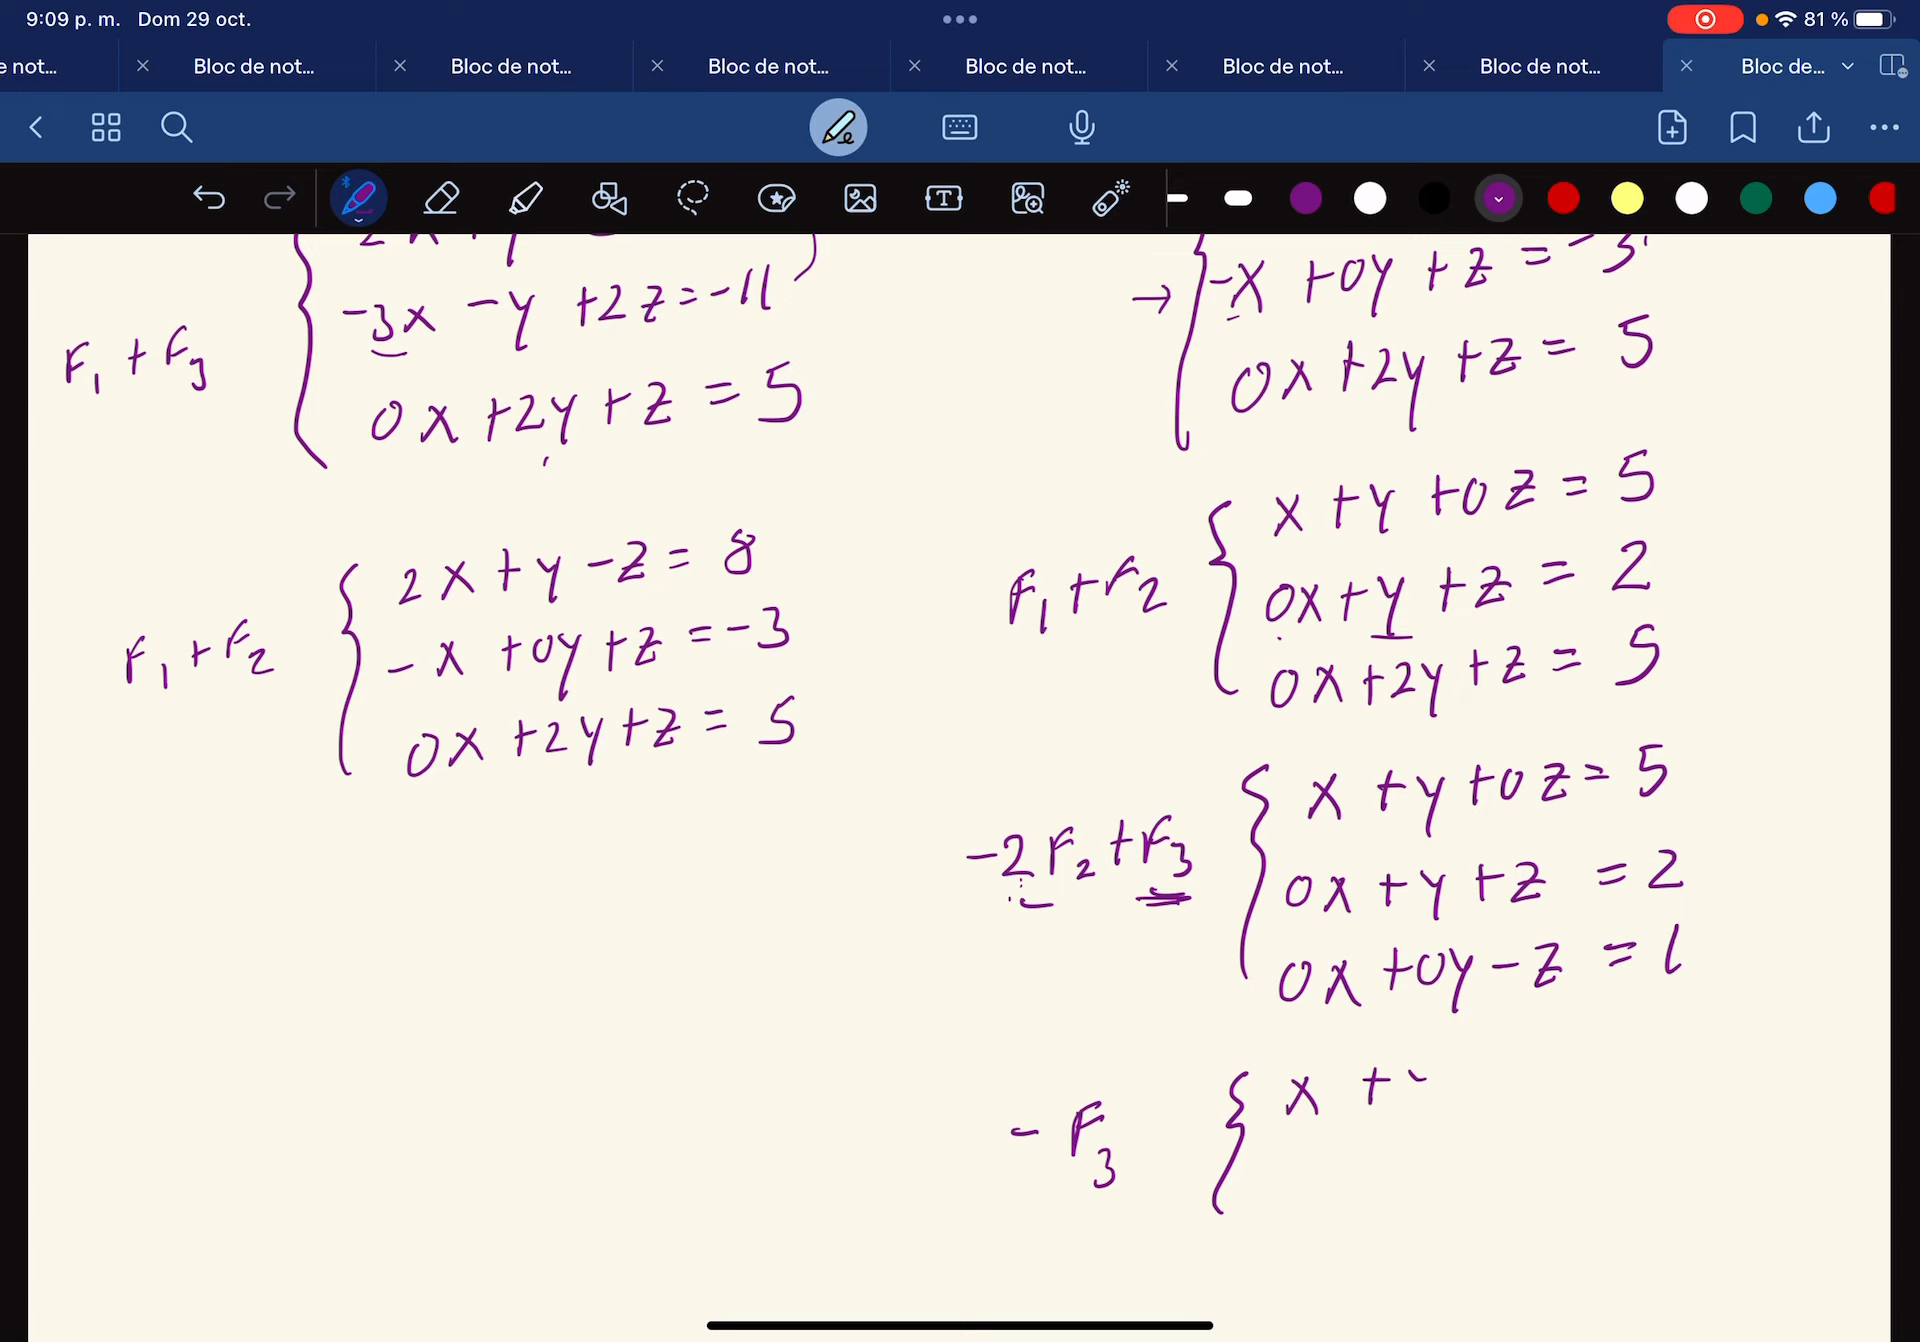 9:09 p. m. Dom 29 oct.
81 %
e not... Bloc de not... Bloc de not... Bloc de not... Bloc de not... Bloc de not... Bloc de not... Bloc de...
-3x -y +2z=-11
F₁ + F₃
0x +2y +z = 5
F₁ + F₂
2x +y -z = 8
-x +0y +z = -3
0x +2y +z = 5
→ -x +0y +z = -3
0x +2y +z = 5
F₁ + F₂
x +y +0z = 5
0x +y +z = 2
0x +2y +z = 5
-2F₂ + F₃
x +y +0z = 5
0x +y +z = 2
0x +0y -z = 1
- F₃
x +